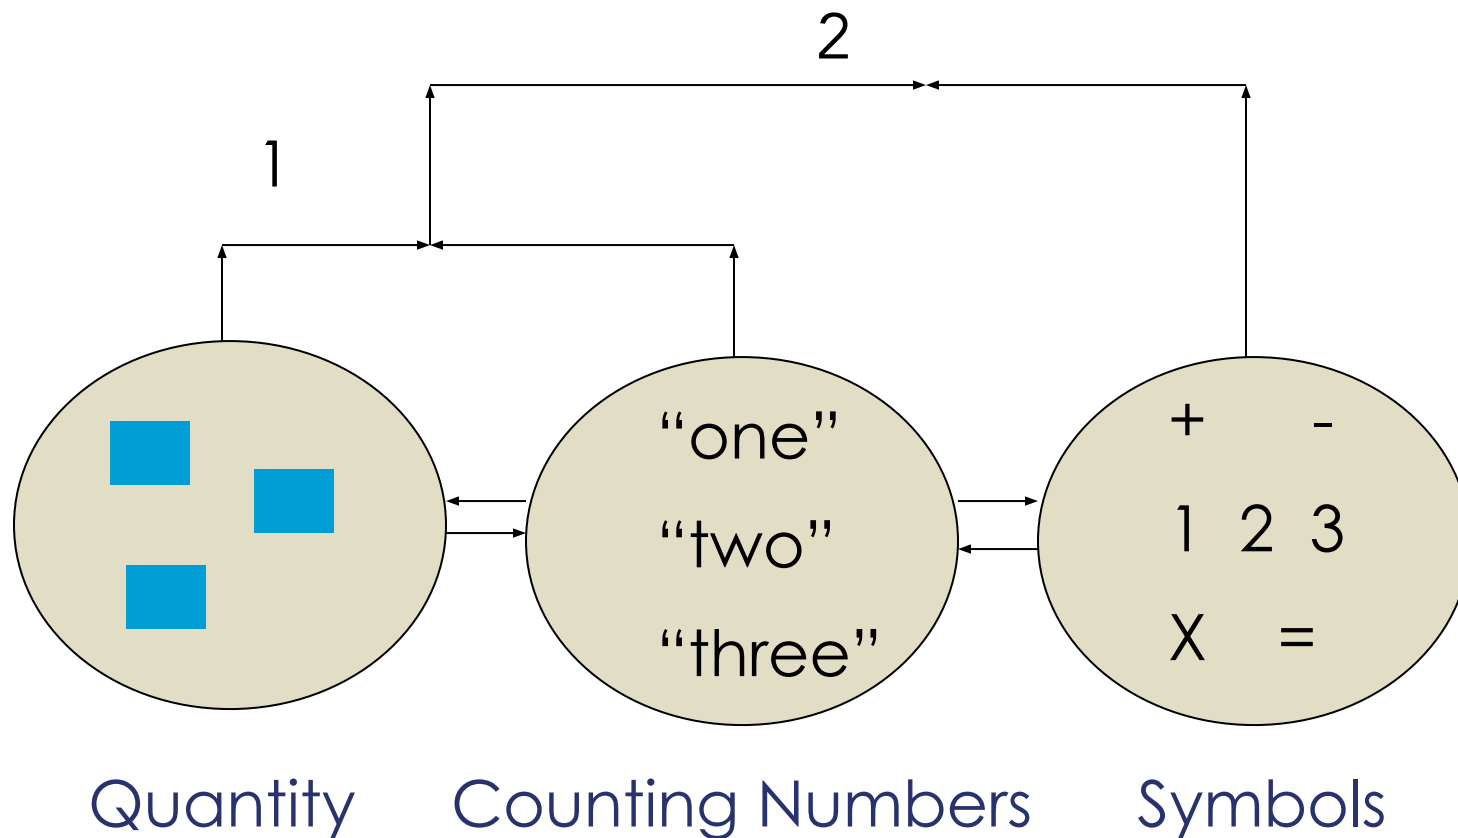 2
1
“one”
“two”
“three”
+ -
1 2 3
X =
Quantity
Counting Numbers
Symbols